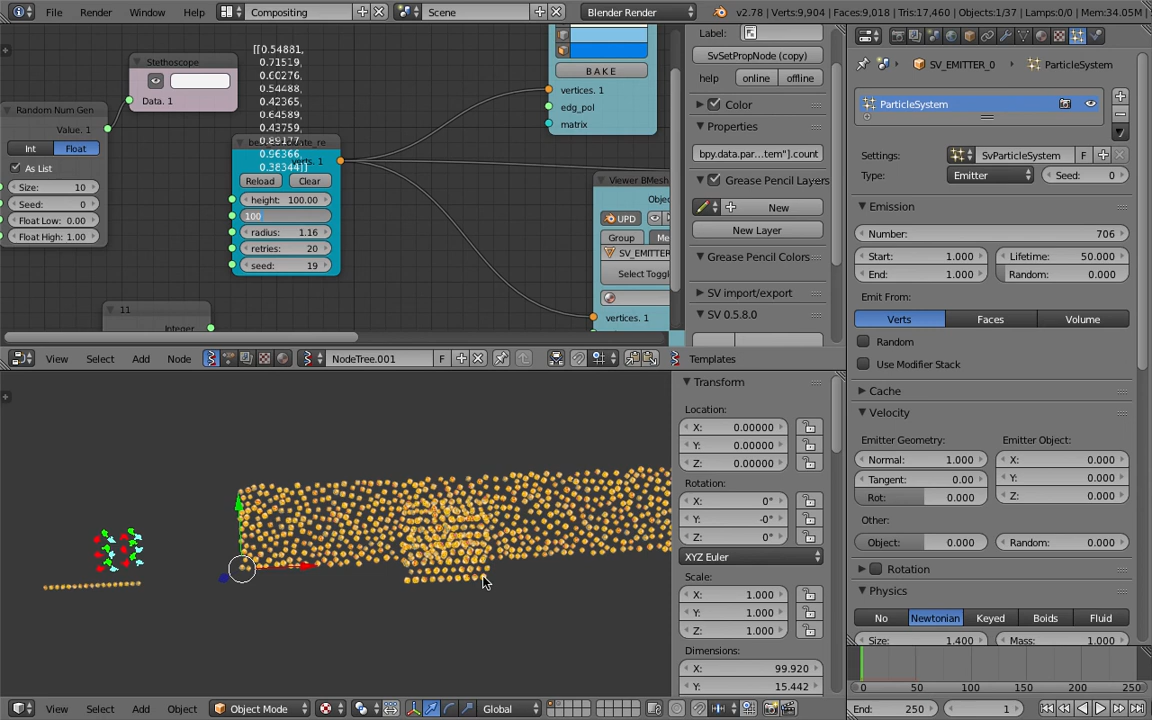 File Render Window Help Compositing Scene Blender Render v2.78 | Verts:9,904 | Faces:9,018 | Tris:17,460 | Objects:1/37 | Lamps:0/0 | Mem:34.05M
Stethoscope
Data. 1
[[0.54881,
0.71519,
0.60276,
0.54488,
0.42365,
0.64589,
0.43759,
0.89177,
0.96366,
0.38344]]
Random Num Gen
Value. 1
Int Float
As List
Size: 10
Seed: 0
Float Low: 0.00
Float High: 1.00
verts. 1
Reload Clear
height: 100.00
100
radius: 1.16
retries: 20
seed: 19
11
Integer
BAKE
vertices. 1
edg_pol
matrix
Viewer BMesh
Objec
UPD
Group Me
SV_EMITTER_
Select Toggl
vertices. 1
Label: F
SvSetPropNode (copy)
help online offline
Color
Properties
bpy.data.par...tem"].count
Grease Pencil Layers
New
New Layer
Grease Pencil Colors
SV import/export
SV 0.5.8.0
View Select Add Node NodeTree.001 F Templates
Transform
Location:
X: 0.00000
Y: 0.00000
Z: 0.00000
Rotation:
X: 0°
Y: -0°
Z: 0°
XYZ Euler
Scale:
X: 1.000
Y: 1.000
Z: 1.000
Dimensions:
X: 99.920
Y: 15.442
View Select Add Object Object Mode Global
SV_EMITTER_0 ParticleSystem
ParticleSystem
Settings: SvParticleSystem F
Type: Emitter Seed: 0
Emission
Number: 706
Start: 1.000 Lifetime: 50.000
End: 1.000 Random: 0.000
Emit From:
Verts Faces Volume
Random
Use Modifier Stack
Cache
Velocity
Emitter Geometry: Emitter Object:
Normal: 1.000 X: 0.000
Tangent: 0.00 Y: 0.000
Rot: 0.000 Z: 0.000
Other:
Object: 0.000 Random: 0.000
Rotation
Physics
No Newtonian Keyed Boids Fluid
Size: 1.400 Mass: 1.000
0 50 100 150 200 250
End: 250 1